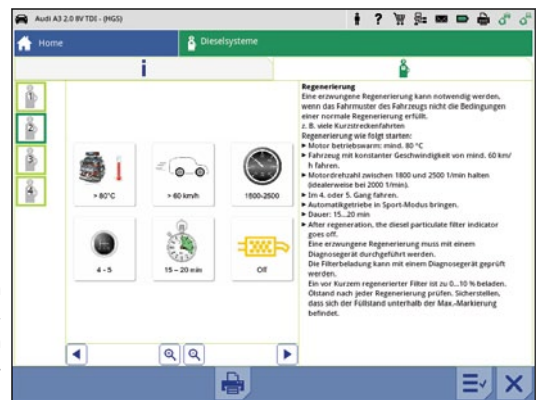 Audi A3 2.0 8V TDI - (HGS)
Home
Dieselsysteme
1
2
3
4
> 80°C
> 60 km/h
1800-2500
4 - 5
15 – 20 min
Off
Regenerierung
Eine erzwungene Regenerierung kann notwendig werden,
wenn das Fahrmuster des Fahrzeugs nicht die Bedingungen
einer normale Regenerierung erfüllt.
z. B. viele Kurzstreckenfahrten
Regenerierung wie folgt starten:
► Motor betriebswarm: mind. 80 °C
► Fahrzeug mit konstanter Geschwindigkeit von mind. 60 km/
h fahren.
► Motordrehzahl zwischen 1800 und 2500 1/min halten
(idealerweise bei 2000 1/min).
► Im 4. oder 5. Gang fahren.
► Automatikgetriebe in Sport-Modus bringen.
► Dauer: 15...20 min
► After regeneration, the diesel particulate filter indicator
goes off.
Eine erzwungene Regenerierung muss mit einem
Diagnosegerät durchgeführt werden.
Die Filterbeladung kann mit einem Diagnosegerät geprüft
werden.
Ein vor Kurzem regenerierter Filter ist zu 0...10 % beladen.
Ölstand nach jeder Regenerierung prüfen. Sicherstellen,
dass sich der Füllstand unterhalb der Max.-Markierung
befindet.